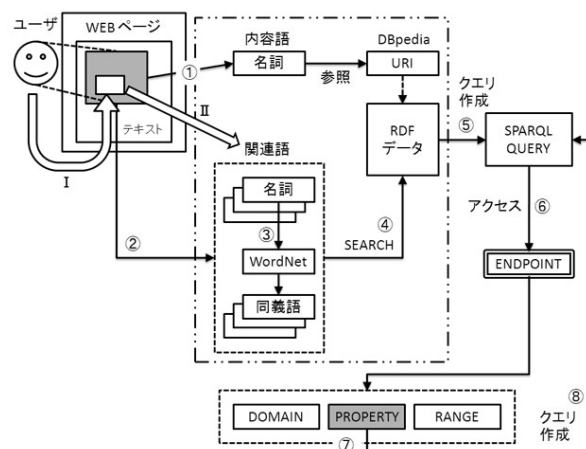 ユーザ
WEBページ
テキスト
Ⅰ
Ⅱ
①
②
内容語
名詞
参照
DBpedia
URI
RDF
データ
関連語
名詞
③
WordNet
同義語
④
SEARCH
クエリ
作成
⑤
SPARQL
QUERY
アクセス
⑥
ENDPOINT
DOMAIN
PROPERTY
RANGE
⑦
⑧
クエリ
作成